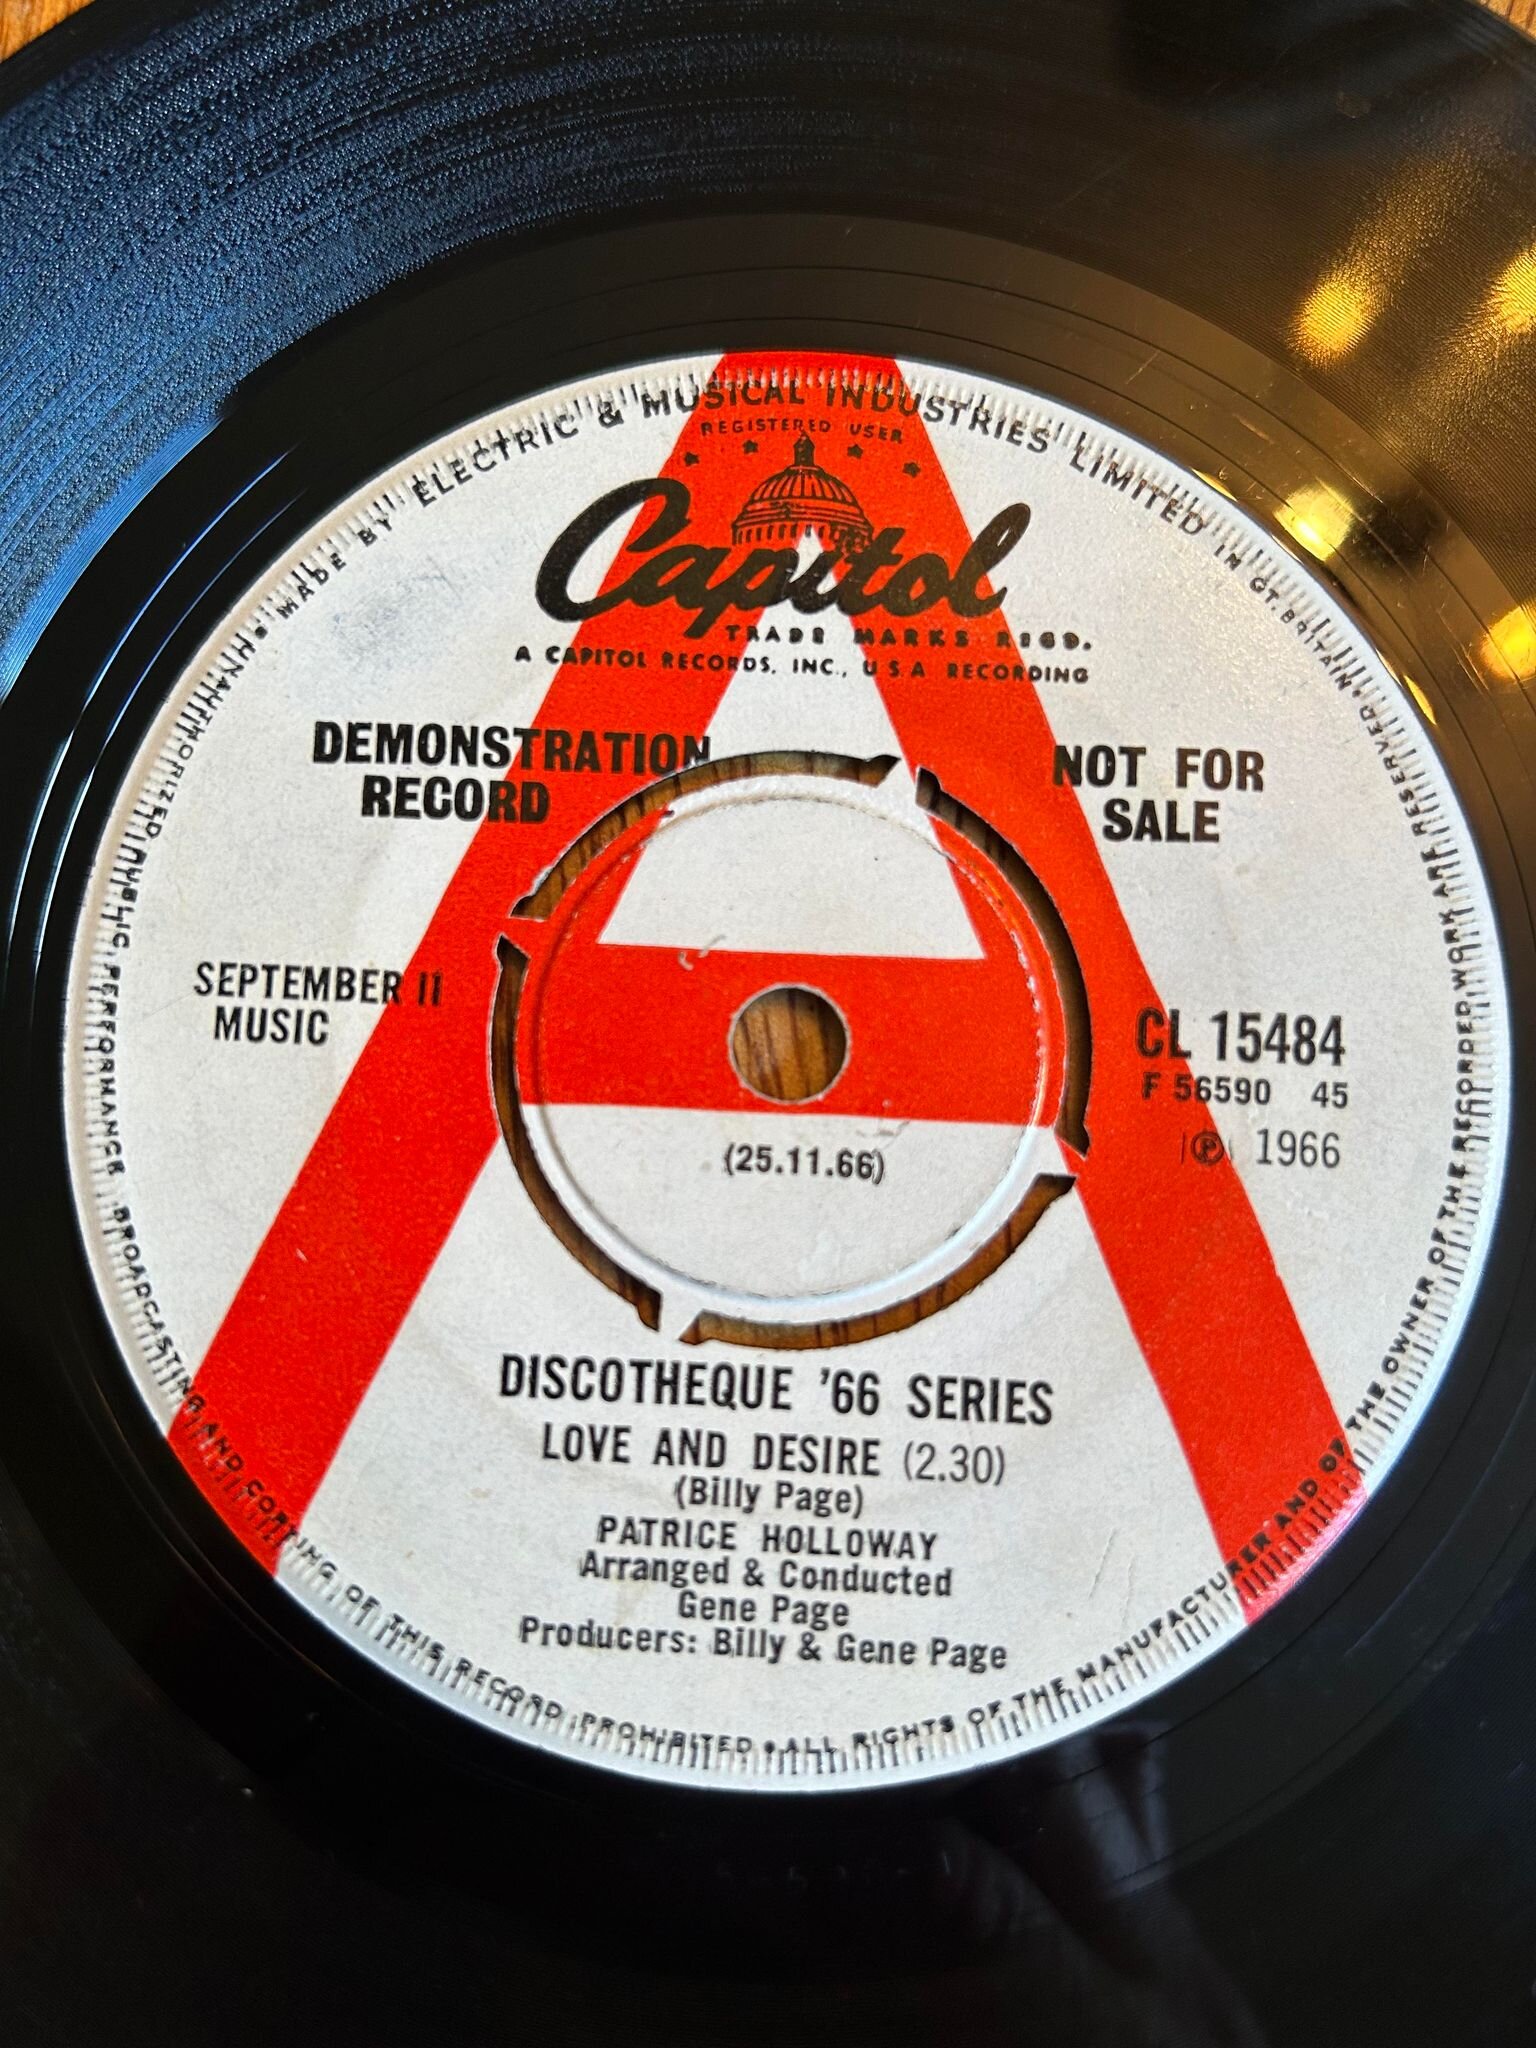 MADE BY ELECTRIC & MUSICAL INDUSTRIES LIMITED IN GT. BRITAIN
REGISTERED USER
Capitol
TRADE MARKS REGD.
A CAPITOL RECORDS, INC., U.S.A RECORDING
DEMONSTRATION
RECORD
NOT FOR
SALE
SEPTEMBER 11
MUSIC
CL 15484
F 56590 45
Ⓟ 1966
(25.11.66)
DISCOTHEQUE '66 SERIES
LOVE AND DESIRE (2.30)
(Billy Page)
PATRICE HOLLOWAY
Arranged & Conducted
Gene Page
Producers: Billy & Gene Page
ALL RIGHTS OF THE MANUFACTURER AND OF THE OWNER OF THE RECORDED WORK ARE RESERVED • UNAUTHORIZED PUBLIC PERFORMANCE BROADCASTING AND COPYING OF THIS RECORD PROHIBITED •